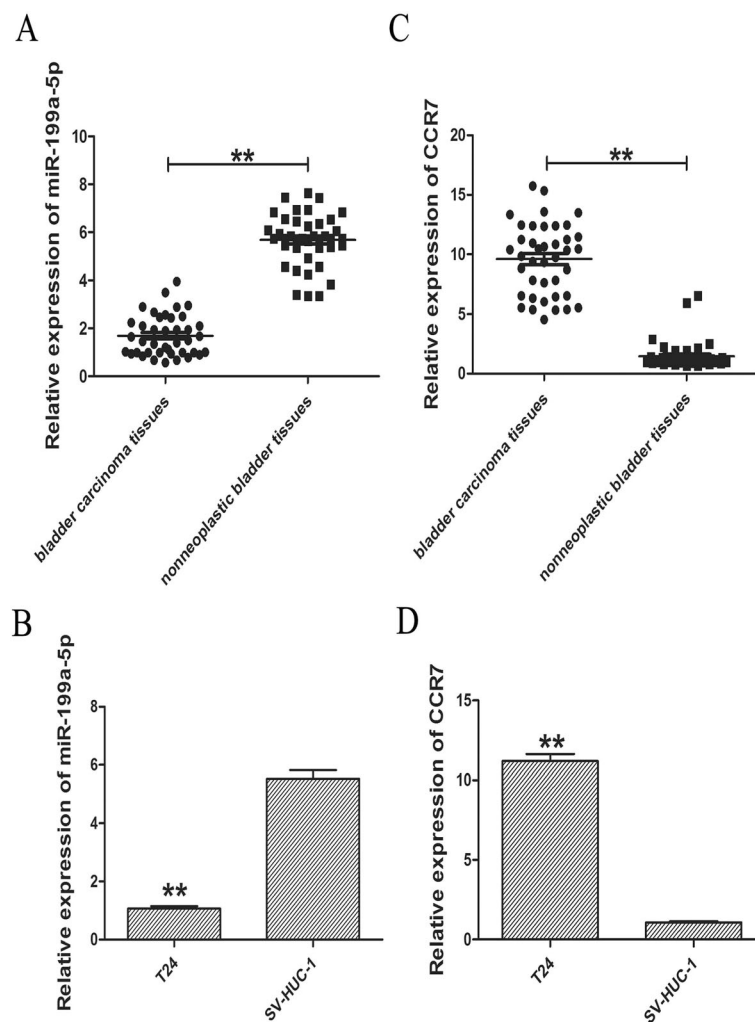 A
Relative expression of miR-199a-5p
10
8
6
4
2
0
**
bladder carcinoma tissues
nonneoplastic bladder tissues
C
Relative expression of CCR7
20
15
10
5
0
**
bladder carcinoma tissues
nonneoplastic bladder tissues
B
Relative expression of miR-199a-5p
8
6
4
2
0
**
T24
SV-HUC-1
D
Relative expression of CCR7
15
10
5
0
**
T24
SV-HUC-1